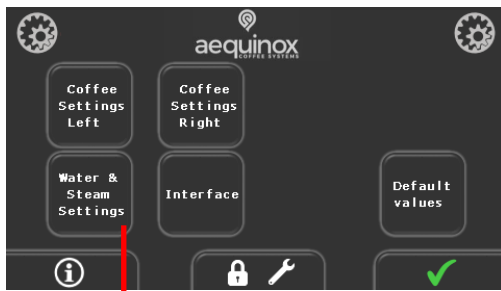 aequinox
COFFEE SYSTEMS
Coffee
Settings
Left
Coffee
Settings
Right
Water &
Steam
Settings
Interface
Default
values